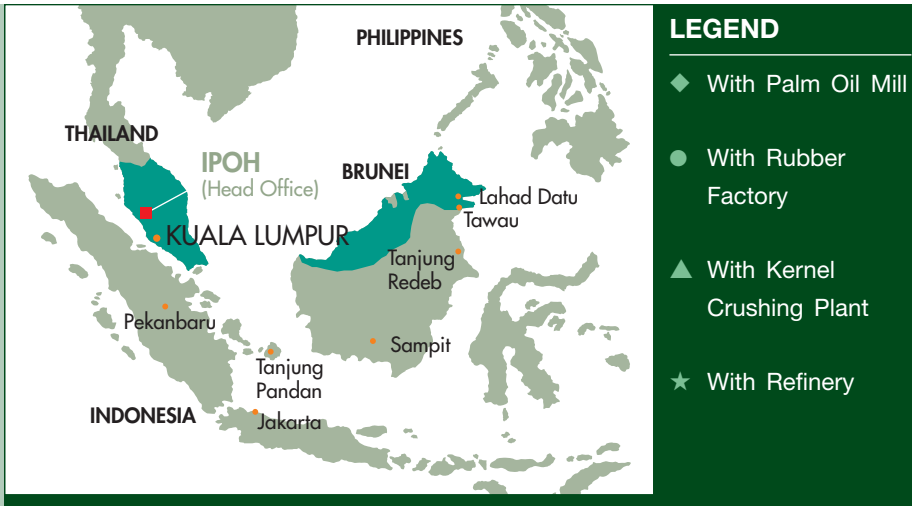 PHILIPPINES
THAILAND
IPOH
(Head Office)
BRUNEI
Lahad Datu
Tawau
KUALA LUMPUR
Tanjung
Redeb
Pekanbaru
Sampit
Tanjung
Pandan
INDONESIA
Jakarta
LEGEND
With Palm Oil Mill
With Rubber
Factory
With Kernel
Crushing Plant
With Refinery